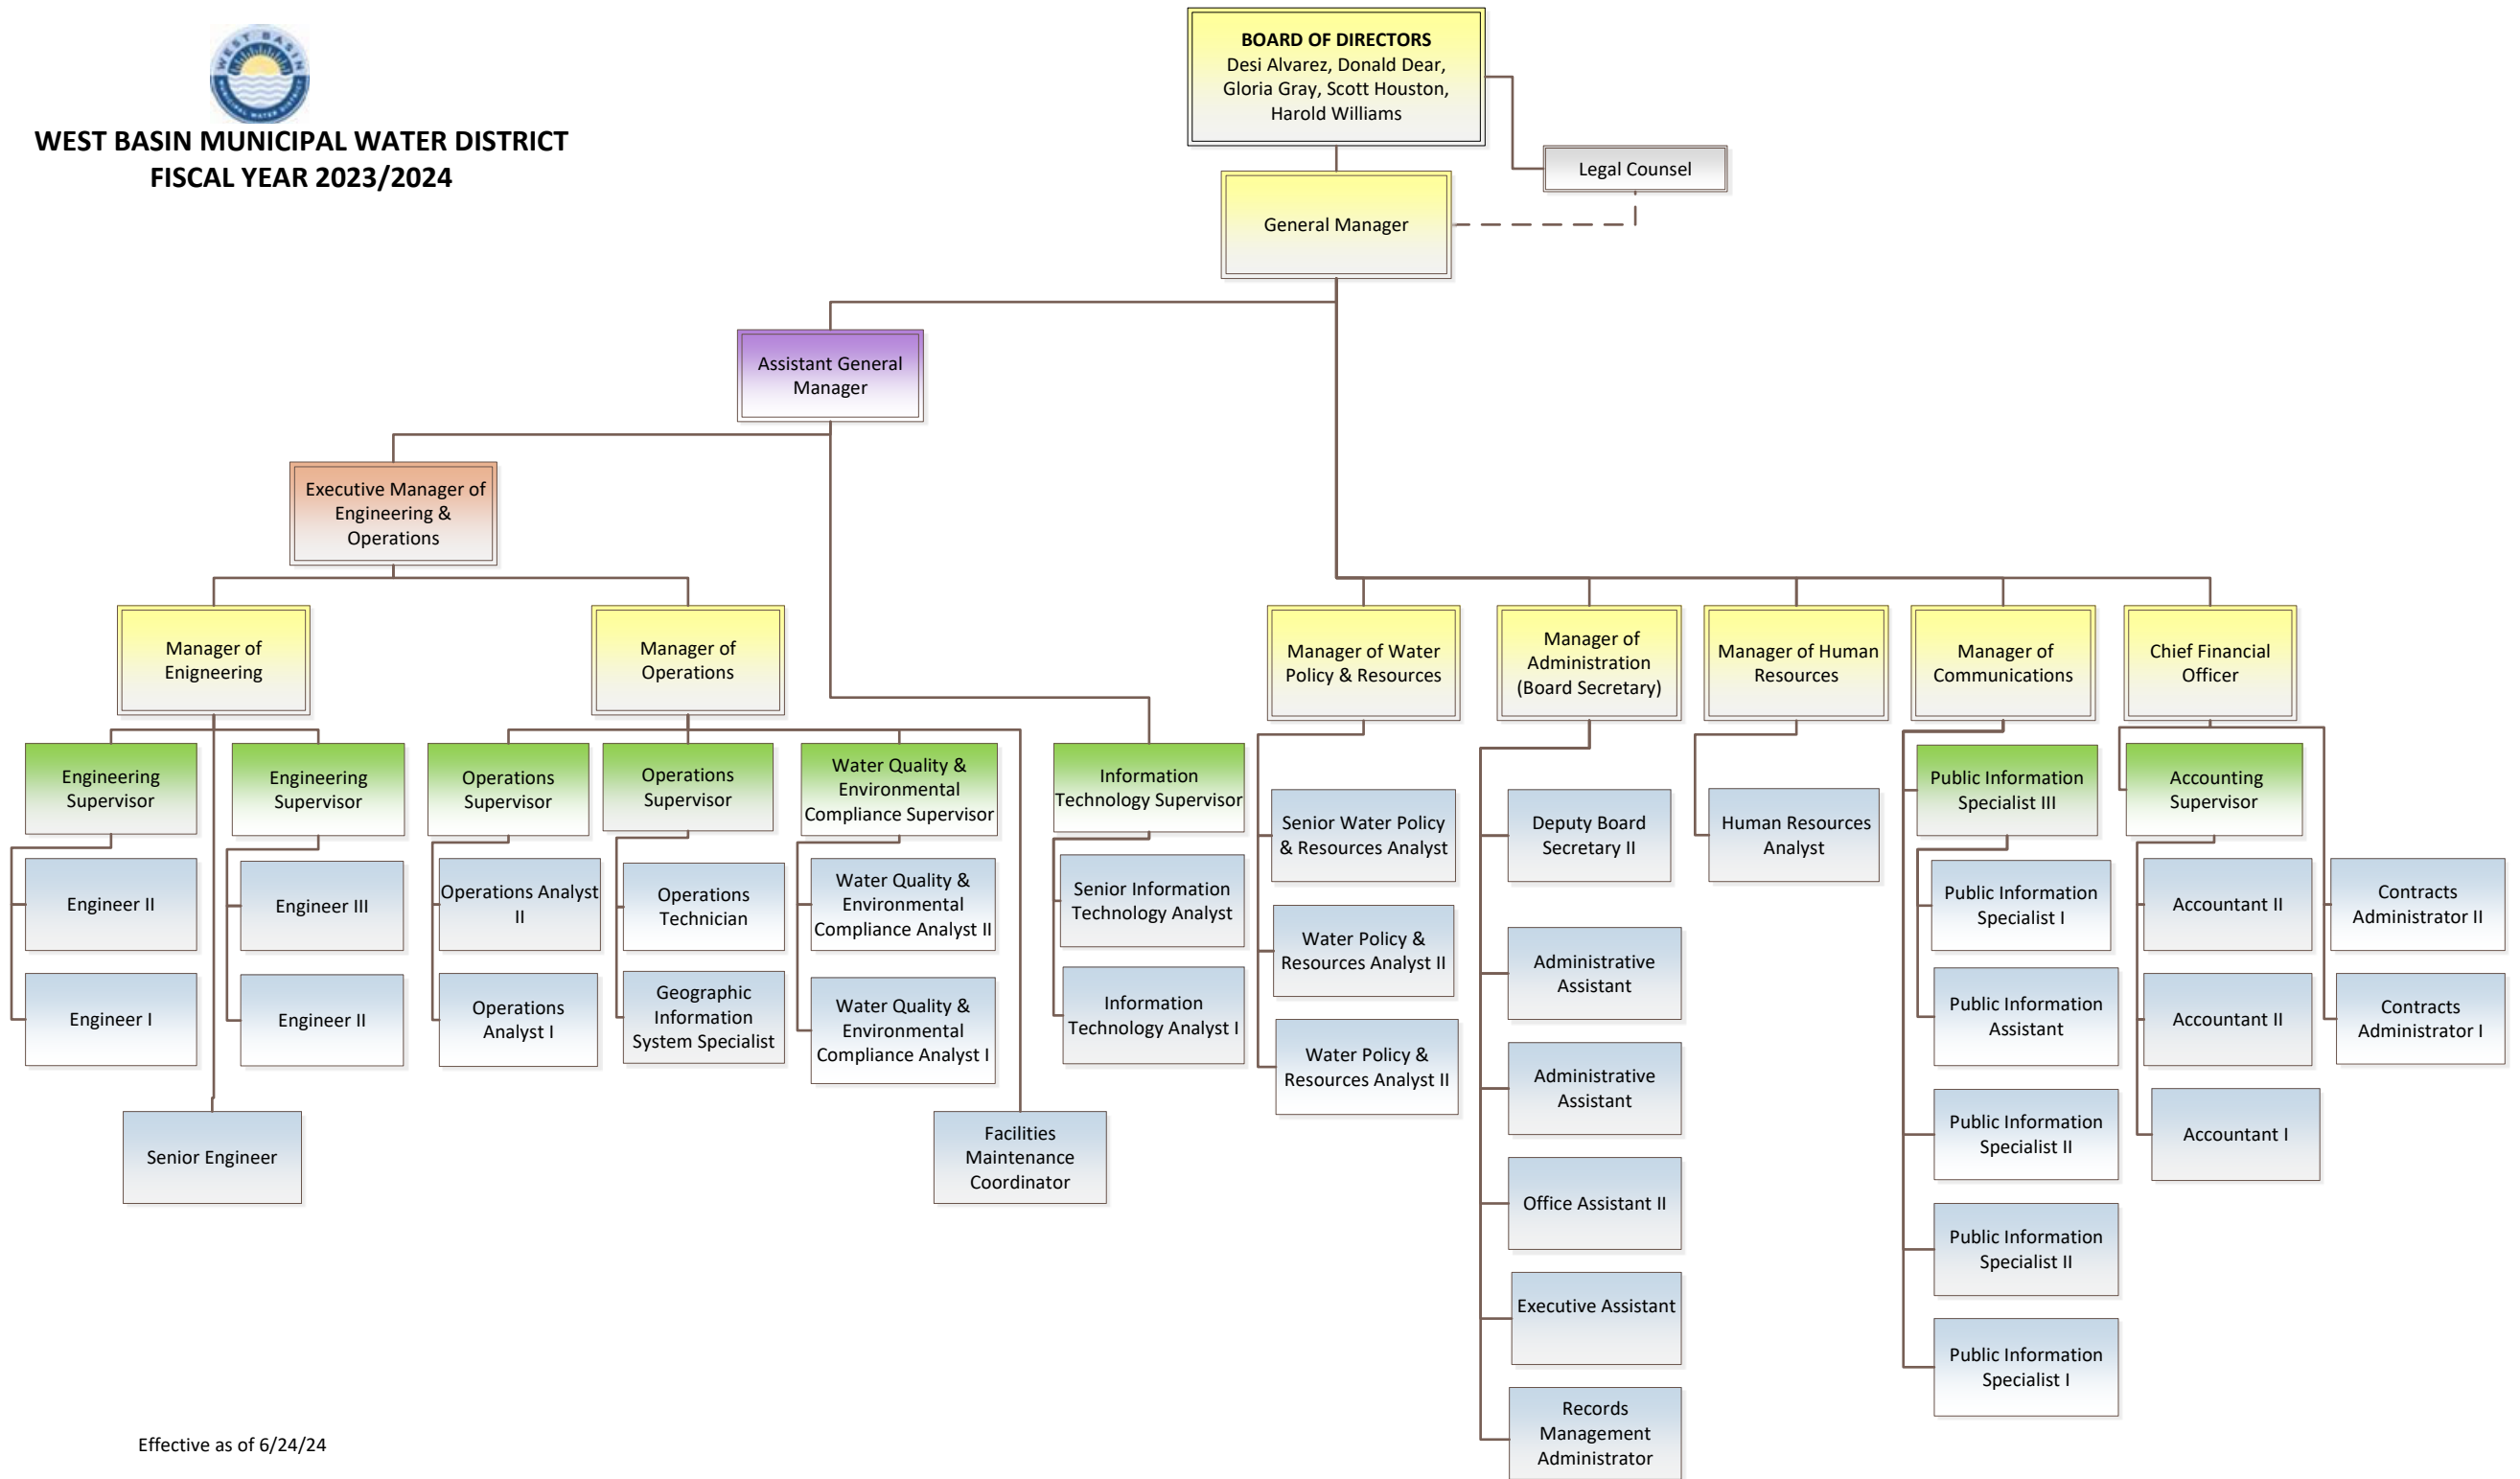 WEST BASIN
MUNICIPAL WATER DISTRICT
WEST BASIN MUNICIPAL WATER DISTRICT
FISCAL YEAR 2023/2024
BOARD OF DIRECTORS
Desi Alvarez, Donald Dear,
Gloria Gray, Scott Houston,
Harold Williams
Legal Counsel
General Manager
Assistant General
Manager
Executive Manager of
Engineering &
Operations
Manager of
Enigneering
Manager of
Operations
Manager of Water
Policy & Resources
Manager of
Administration
(Board Secretary)
Manager of Human
Resources
Manager of
Communications
Chief Financial
Officer
Engineering
Supervisor
Engineering
Supervisor
Operations
Supervisor
Operations
Supervisor
Water Quality &
Environmental
Compliance Supervisor
Information
Technology Supervisor
Senior Water Policy
& Resources Analyst
Deputy Board
Secretary II
Human Resources
Analyst
Public Information
Specialist III
Accounting
Supervisor
Engineer II
Engineer III
Operations Analyst
II
Operations
Technician
Water Quality &
Environmental
Compliance Analyst II
Senior Information
Technology Analyst
Water Policy &
Resources Analyst II
Administrative
Assistant
Public Information
Specialist I
Accountant II
Contracts
Administrator II
Engineer I
Engineer II
Operations
Analyst I
Geographic
Information
System Specialist
Water Quality &
Environmental
Compliance Analyst I
Information
Technology Analyst I
Water Policy &
Resources Analyst II
Administrative
Assistant
Public Information
Assistant
Accountant II
Contracts
Administrator I
Senior Engineer
Facilities
Maintenance
Coordinator
Office Assistant II
Public Information
Specialist II
Accountant I
Public Information
Specialist II
Executive Assistant
Public Information
Specialist I
Records
Management
Administrator
Effective as of 6/24/24